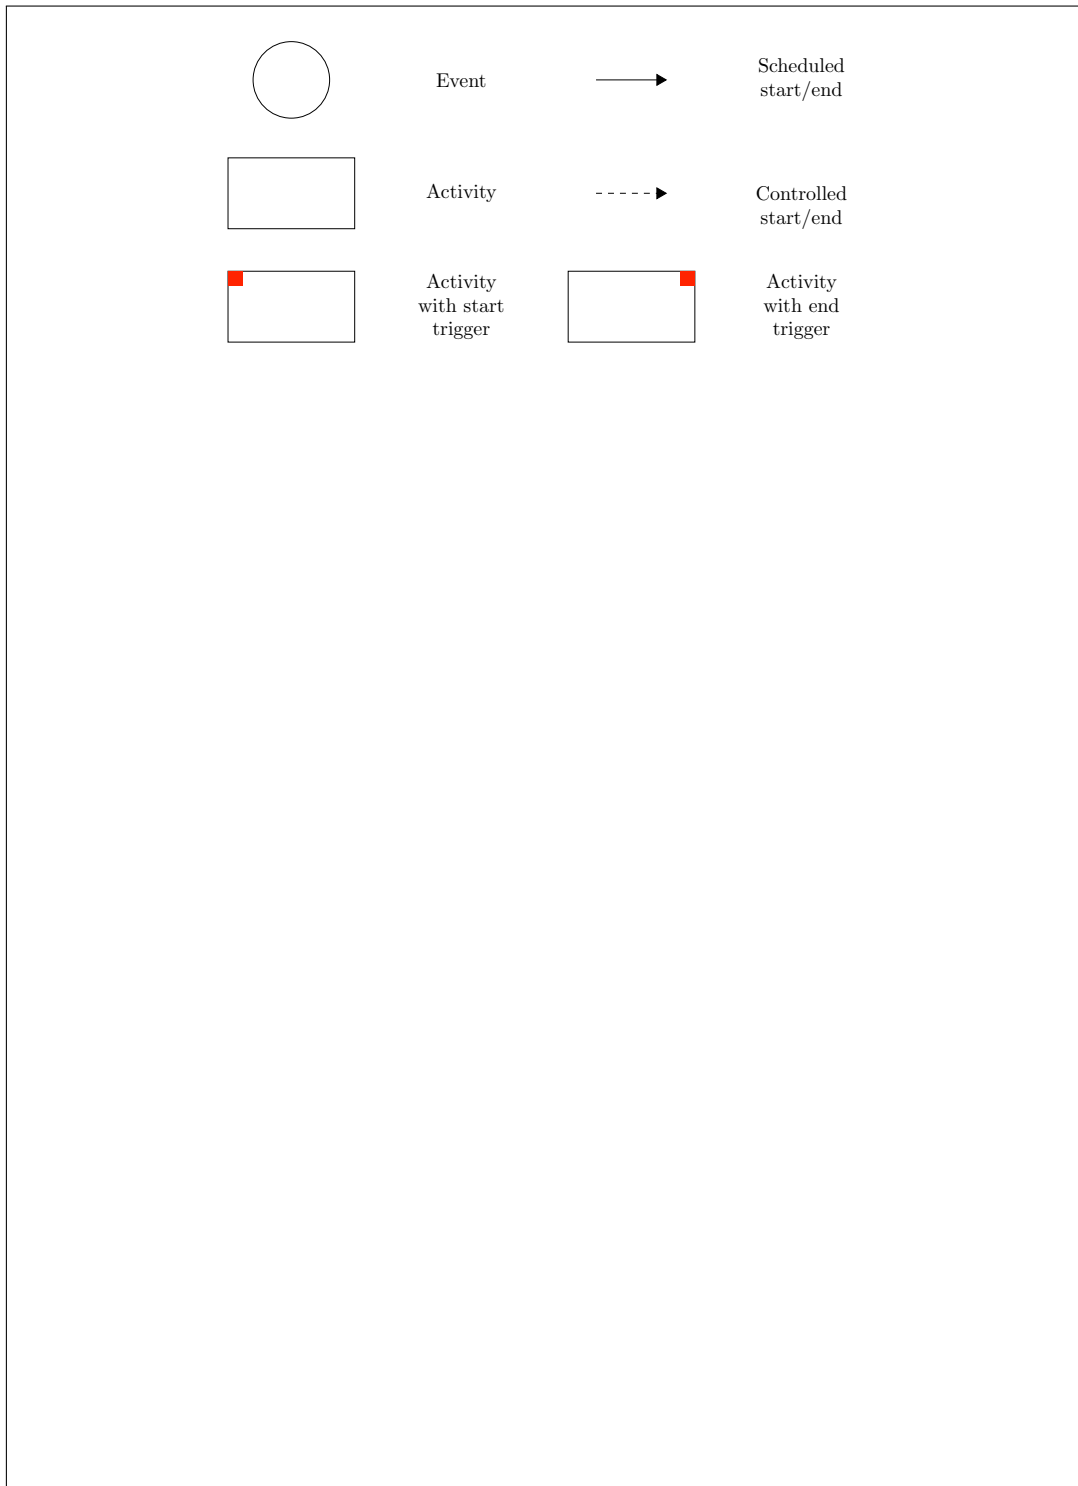 Event
Scheduled
start/end
Activity
Controlled
start/end
Activity
with start
trigger
Activity
with end
trigger